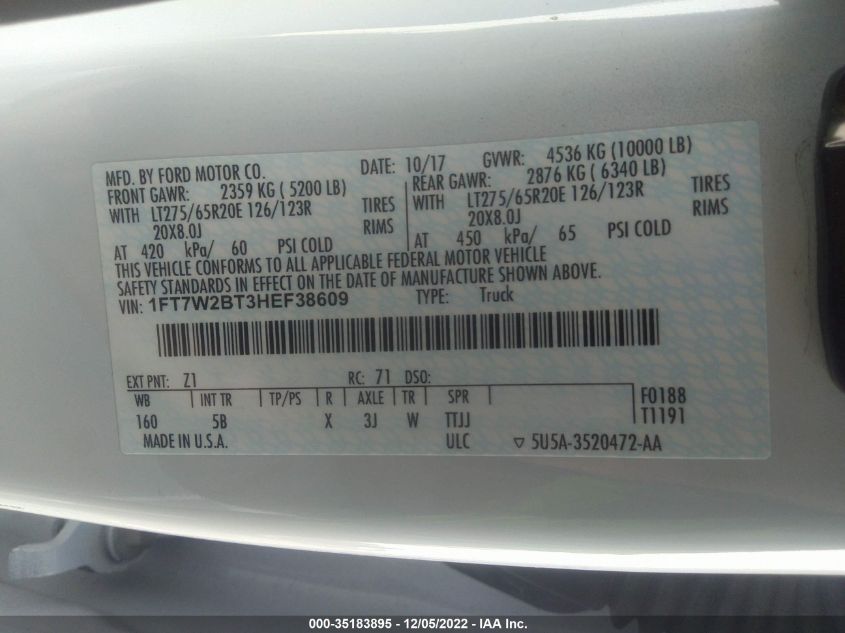 MFD. BY FORD MOTOR CO. DATE: 10/17 GVWR: 4536 KG (10000 LB)
FRONT GAWR: 2359 KG ( 5200 LB) REAR GAWR: 2876 KG ( 6340 LB)
WITH LT275/65R20E 126/123R TIRES WITH LT275/65R20E 126/123R TIRES
20X8.0J RIMS 20X8.0J RIMS
AT 420 kPa/ 60 PSI COLD AT 450 kPa/ 65 PSI COLD
THIS VEHICLE CONFORMS TO ALL APPLICABLE FEDERAL MOTOR VEHICLE
SAFETY STANDARDS IN EFFECT ON THE DATE OF MANUFACTURE SHOWN ABOVE.
VIN: 1FT7W2BT3HEF38609 TYPE: Truck
EXT PNT: Z1 RC: 71 DSO:
WB INT TR TP/PS R AXLE TR SPR F0188
160 5B X 3J W TTJJ T1191
MADE IN U.S.A. ULC ▽ 5U5A-3520472-AA
000-35183895 - 12/05/2022 - IAA Inc.